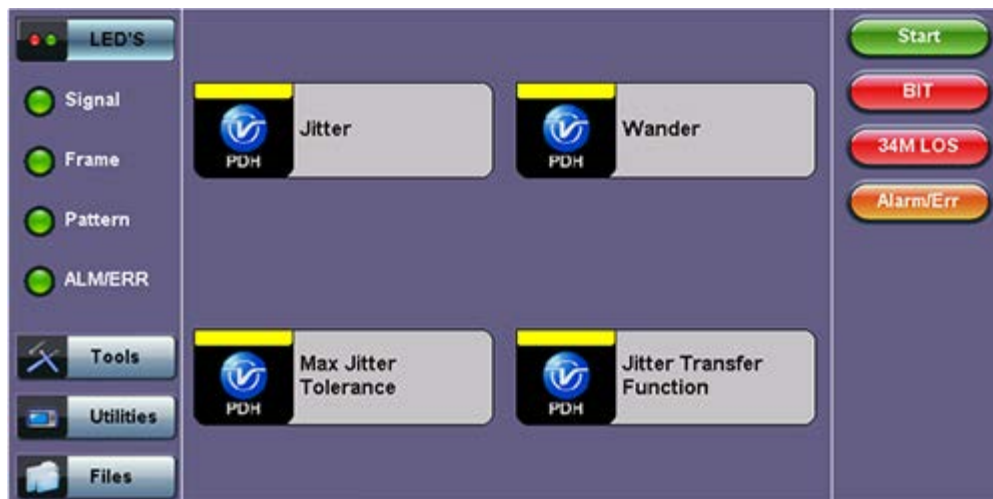 LED'S
Signal
Frame
Pattern
ALM/ERR
Tools
Utilities
Files
PDH
Jitter
PDH
Wander
PDH
Max Jitter
Tolerance
PDH
Jitter Transfer
Function
Start
BIT
34M LOS
Alarm/Err